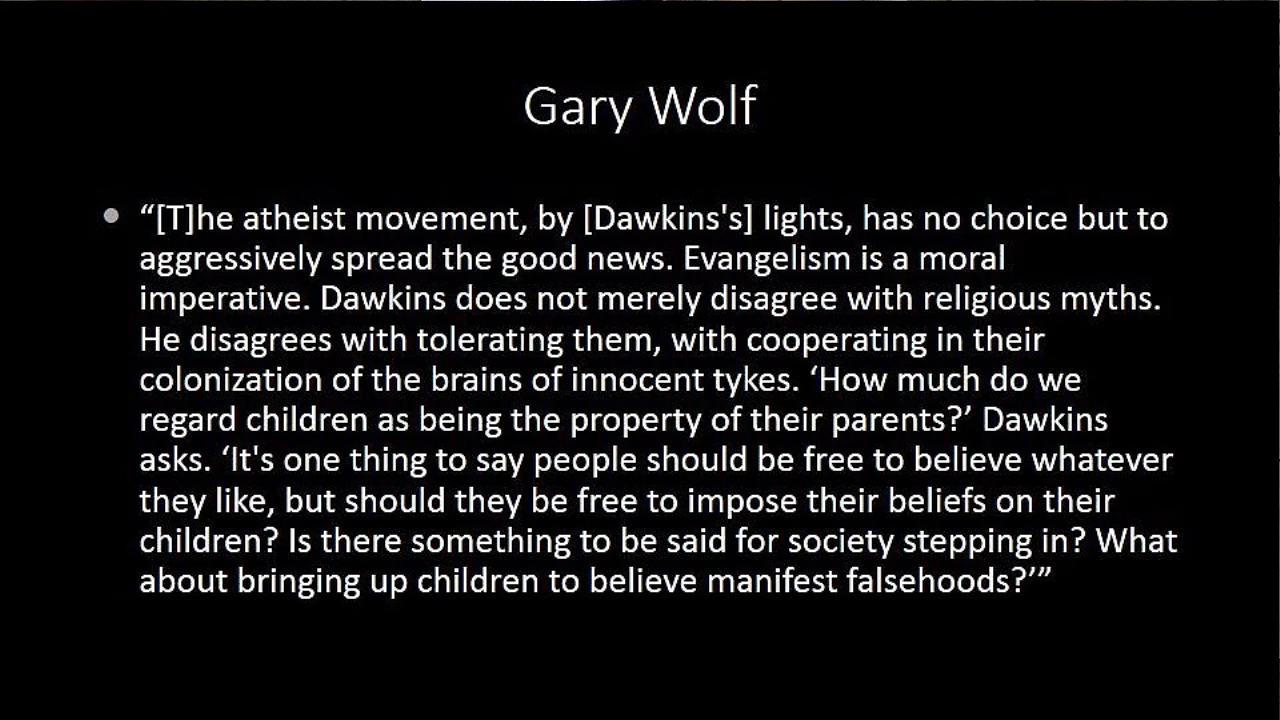 Gary Wolf
“[T]he atheist movement, by [Dawkins's] lights, has no choice but to
aggressively spread the good news. Evangelism is a moral
imperative. Dawkins does not merely disagree with religious myths.
He disagrees with tolerating them, with cooperating in their
colonization of the brains of innocent tykes. ‘How much do we
regard children as being the property of their parents?’ Dawkins
asks. ‘It's one thing to say people should be free to believe whatever
they like, but should they be free to impose their beliefs on their
children? Is there something to be said for society stepping in? What
about bringing up children to believe manifest falsehoods?’”